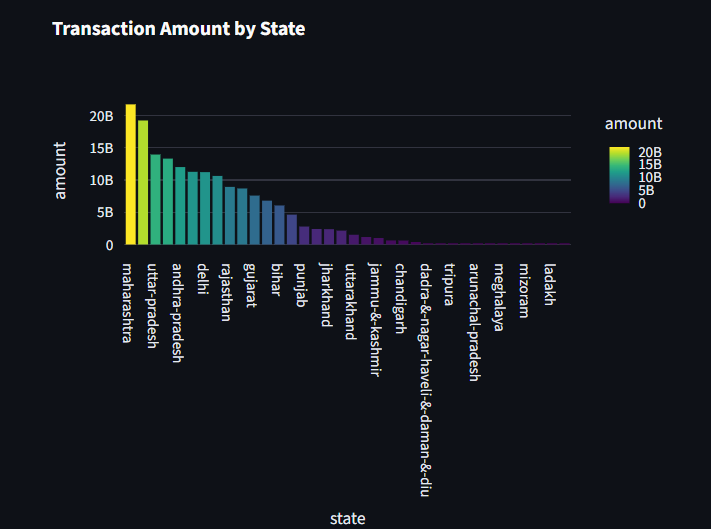 Transaction Amount by State
amount
20B
15B
10B
5B
0
maharashtra
uttar-pradesh
andhra-pradesh
delhi
rajasthan
gujarat
bihar
punjab
jharkhand
uttarakhand
jammu-&-kashmir
chandigarh
dadra-&-nagar-haveli-&-daman-&-diu
tripura
arunachal-pradesh
meghalaya
mizoram
ladakh
state
amount
20B
15B
10B
5B
0